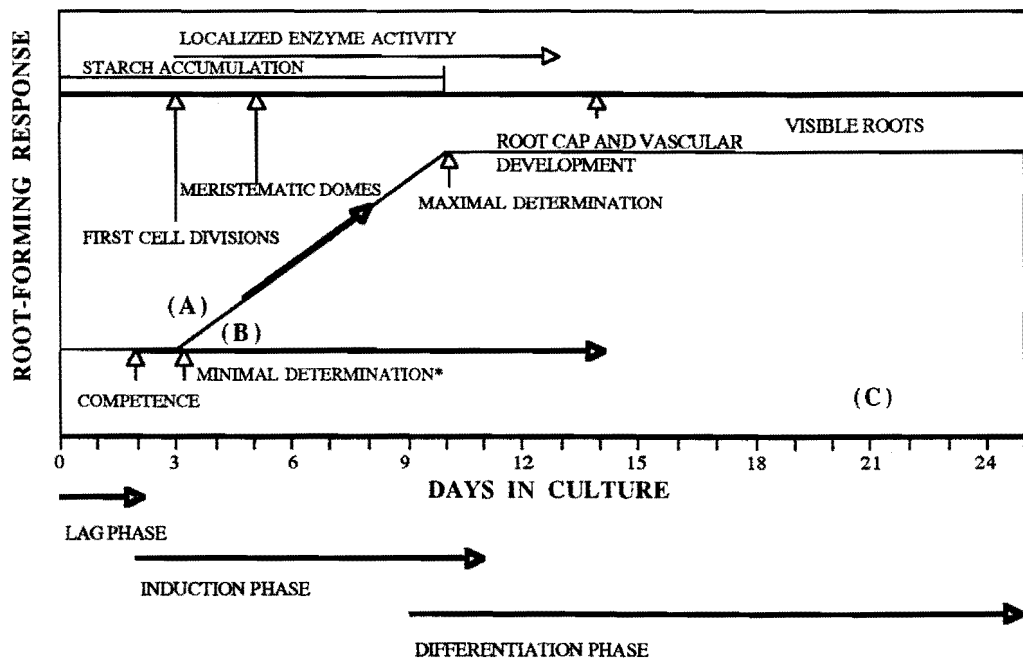 ROOT-FORMING RESPONSE
LOCALIZED ENZYME ACTIVITY
STARCH ACCUMULATION
VISIBLE ROOTS
ROOT CAP AND VASCULAR
DEVELOPMENT
MERISTEMATIC DOMES
MAXIMAL DETERMINATION
FIRST CELL DIVISIONS
(A)
(B)
MINIMAL DETERMINATION*
COMPETENCE
(C)
0 3 6 9 12 15 18 21 24
DAYS IN CULTURE
LAG PHASE
INDUCTION PHASE
DIFFERENTIATION PHASE